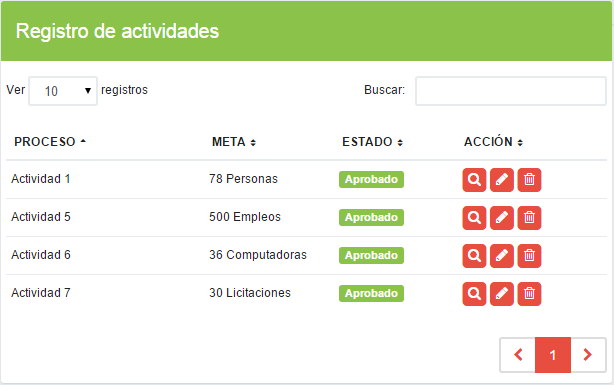 Registro de actividades
Ver 10 registros Buscar:
PROCESO META ESTADO ACCIÓN
Actividad 1 78 Personas Aprobado
Actividad 5 500 Empleos Aprobado
Actividad 6 36 Computadoras Aprobado
Actividad 7 30 Licitaciones Aprobado
1